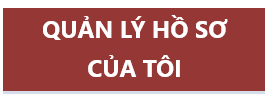 QUẢN LÝ HỒ SƠ
CỦA TÔI